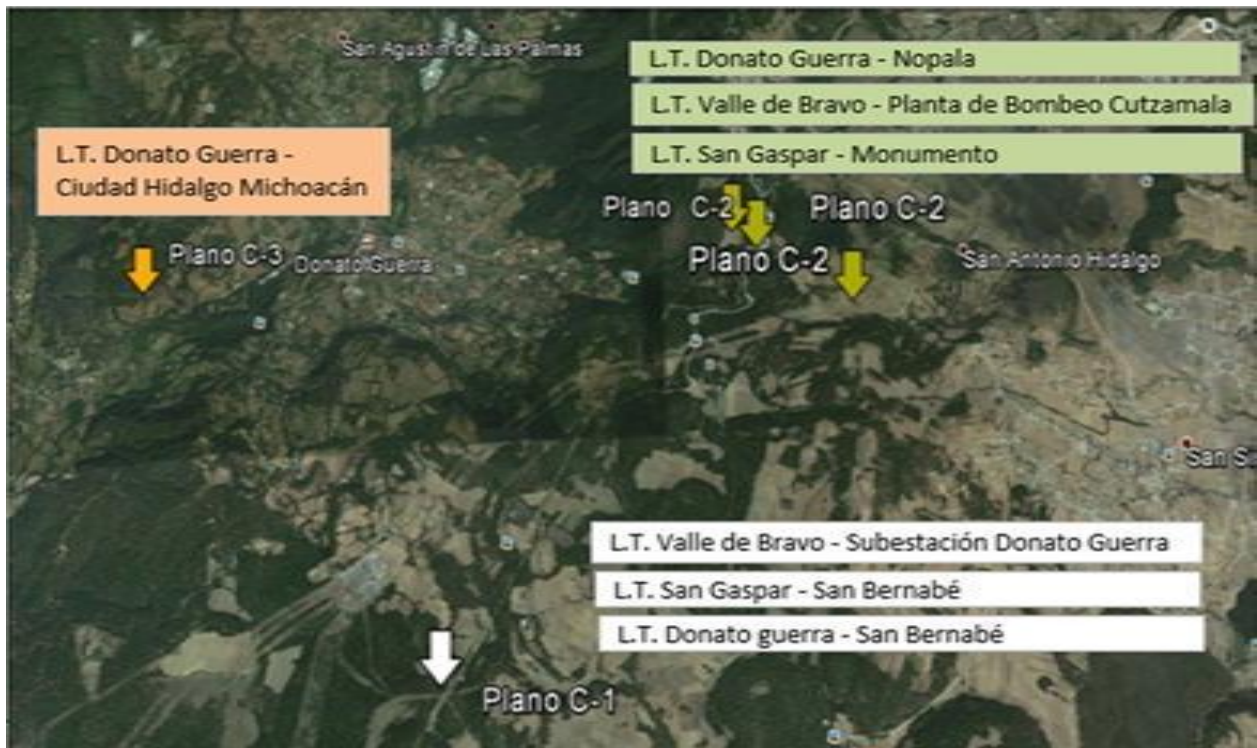 San Agustin de Las Palmas
L.T. Donato Guerra - Nopala
L.T. Valle de Bravo - Planta de Bombeo Cutzamala
L.T. San Gaspar - Monumento
L.T. Donato Guerra -
Ciudad Hidalgo Michoacán
Plano C-2
Plano C-2
Plano C-3
Donato Guerra
Plano C-2
San Antonio Hidalgo
San
L.T. Valle de Bravo - Subestación Donato Guerra
L.T. San Gaspar - San Bernabé
L.T. Donato guerra - San Bernabé
Plano C-1